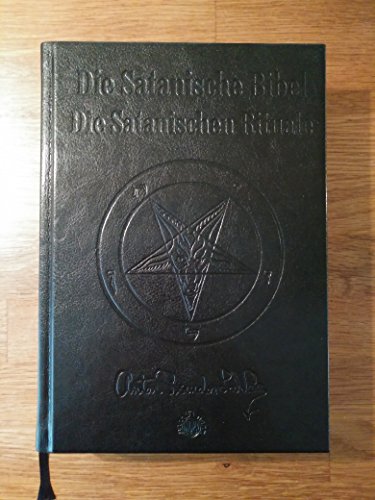 Die Satanische Bibel
Die Satanischen Rituale